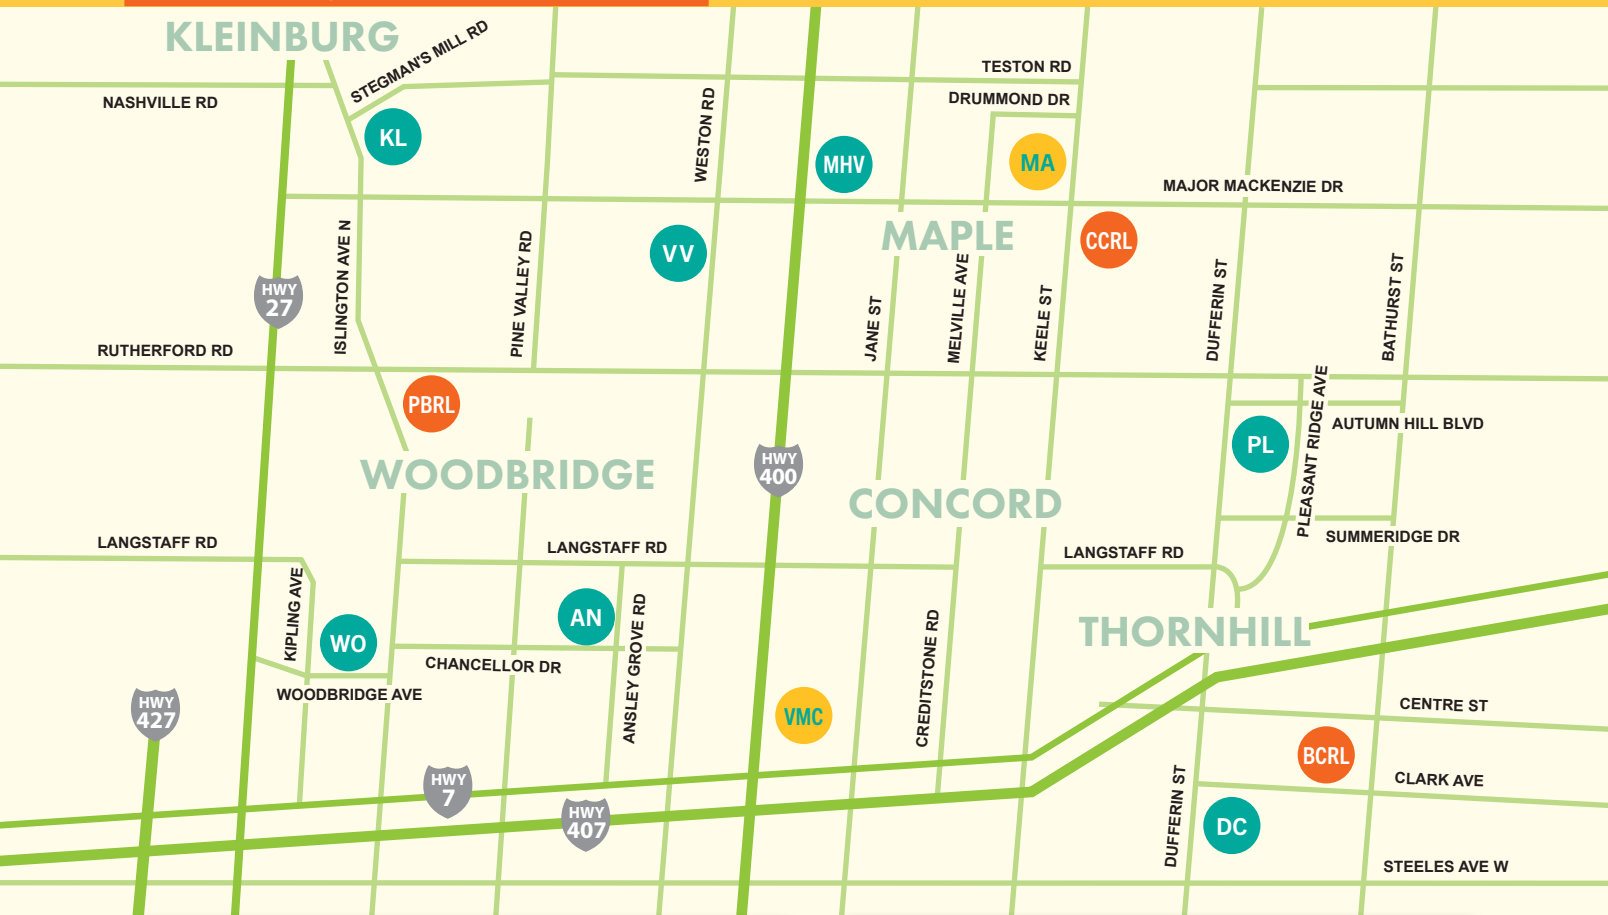 KLEINBURG
STEGMAN'S MILL RD
TESTON RD
NASHVILLE RD
DRUMMOND DR
WESTON RD
KL
MHV
MA
MAJOR MACKENZIE DR
ISLINGTON AVE N
PINE VALLEY RD
VV
MAPLE
CCRL
HWY
27
JANE ST
MELVILLE AVE
KEELE ST
DUFFERIN ST
BATHURST ST
RUTHERFORD RD
PBRL
PLEASANT RIDGE AVE
AUTUMN HILL BLVD
PL
WOODBRIDGE
HWY
400
CONCORD
LANGSTAFF RD
LANGSTAFF RD
LANGSTAFF RD
SUMMERIDGE DR
KIPLING AVE
WO
AN
ANSLEY GROVE RD
CREDITSTONE RD
THORNHILL
CHANCELLOR DR
WOODBRIDGE AVE
HWY
427
VMC
CENTRE ST
BCRL
HWY
7
CLARK AVE
HWY
407
DUFFERIN ST
DC
STEELES AVE W